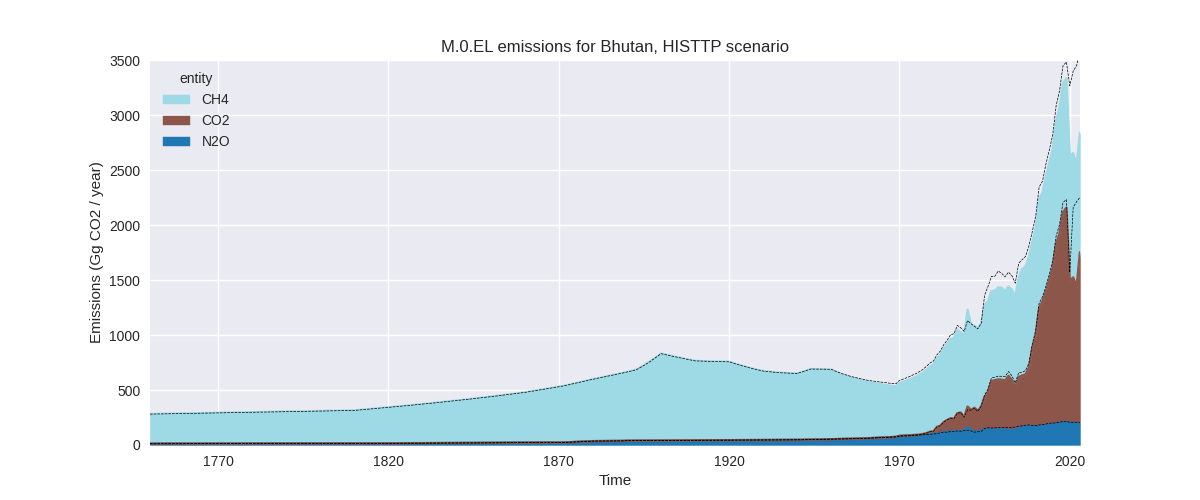 M.0.EL emissions for Bhutan, HISTTP scenario
Emissions (Gg CO2 / year)
3500
3000
2500
2000
1500
1000
500
0
entity
CH4
CO2
N2O
1770
1820
1870
1920
1970
2020
Time